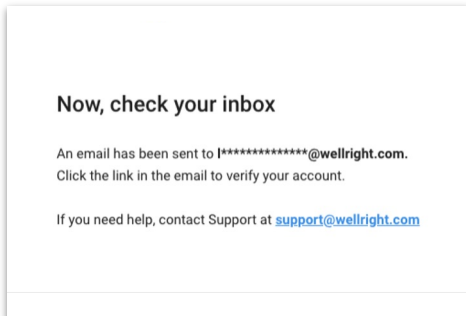 Now, check your inbox
An email has been sent to l**************@wellright.com.
Click the link in the email to verify your account.
If you need help, contact Support at support@wellright.com